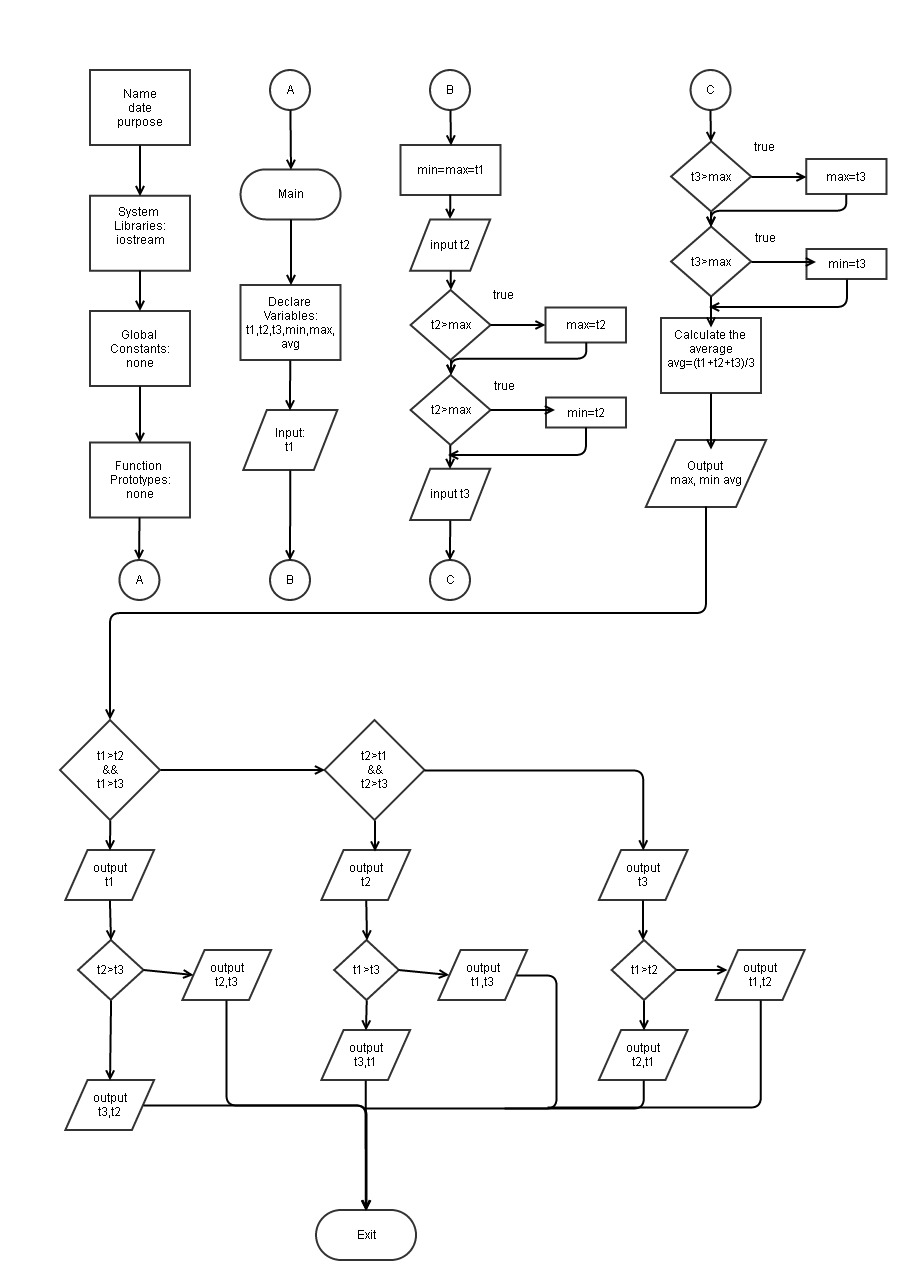 Name
date
purpose
System
Libraries:
iostream
Global
Constants:
none
Function
Prototypes:
none
A
A
Main
Declare
Variables:
t1,t2,t3,min,max,
avg
Input:
t1
B
B
min=max=t1
input t2
t2>max
true
max=t2
t2>max
true
min=t2
input t3
C
C
t3>max
true
max=t3
t3>max
true
min=t3
Calculate the
average
avg=(t1+t2+t3)/3
Output
max, min avg
t1>t2
&&
t1>t3
output
t1
t2>t3
output
t2,t3
output
t3,t2
t2>t1
&&
t2>t3
output
t2
t1>t3
output
t1,t3
output
t3,t1
output
t3
t1>t2
output
t1,t2
output
t2,t1
Exit